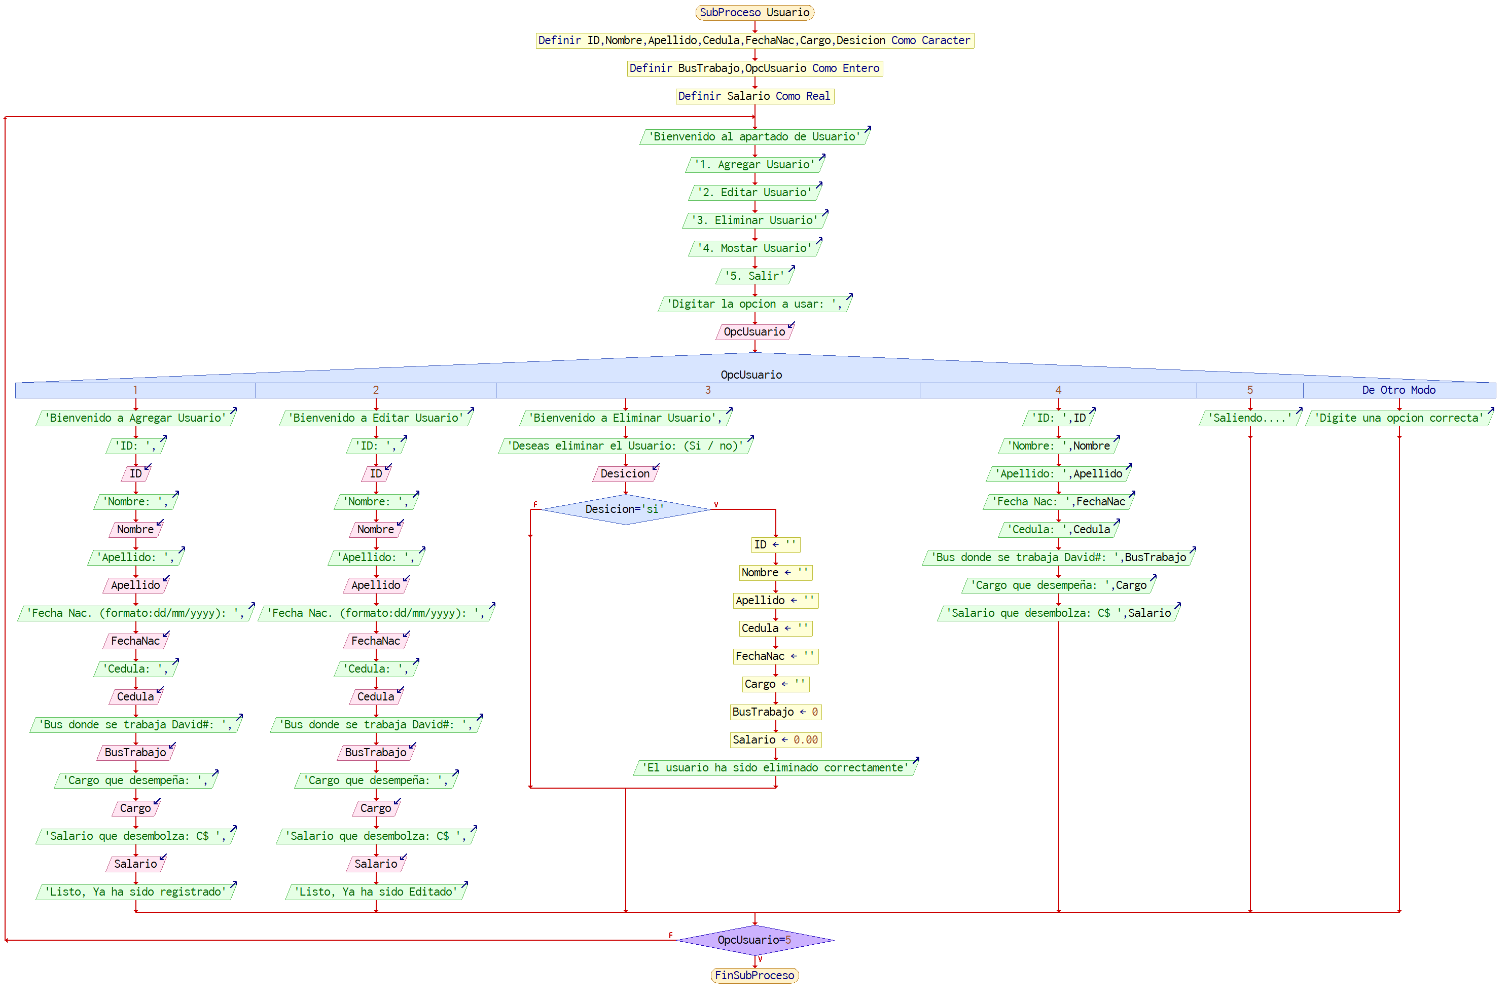 SubProceso Usuario
Definir ID,Nombre,Apellido,Cedula,FechaNac,Cargo,Desicion Como Caracter
Definir BusTrabajo,OpcUsuario Como Entero
Definir Salario Como Real
'Bienvenido al apartado de Usuario'
'1. Agregar Usuario'
'2. Editar Usuario'
'3. Eliminar Usuario'
'4. Mostar Usuario'
'5. Salir'
'Digitar la opcion a usar: ',
OpcUsuario
OpcUsuario
1
'Bienvenido a Agregar Usuario'
'ID: ',
ID
'Nombre: ',
Nombre
'Apellido: ',
Apellido
'Fecha Nac. (formato:dd/mm/yyyy): ',
FechaNac
'Cedula: ',
Cedula
'Bus donde se trabaja David#: ',
BusTrabajo
'Cargo que desempeña: ',
Cargo
'Salario que desembolza: C$ ',
Salario
'Listo, Ya ha sido registrado'
2
'Bienvenido a Editar Usuario'
'ID: ',
ID
'Nombre: ',
Nombre
'Apellido: ',
Apellido
'Fecha Nac. (formato:dd/mm/yyyy): ',
FechaNac
'Cedula: ',
Cedula
'Bus donde se trabaja David#: ',
BusTrabajo
'Cargo que desempeña: ',
Cargo
'Salario que desembolza: C$ ',
Salario
'Listo, Ya ha sido Editado'
3
'Bienvenido a Eliminar Usuario',
'Deseas eliminar el Usuario: (Si / no)'
Desicion
F
Desicion='si'
V
ID ← ''
Nombre ← ''
Apellido ← ''
Cedula ← ''
FechaNac ← ''
Cargo ← ''
BusTrabajo ← 0
Salario ← 0.00
'El usuario ha sido eliminado correctamente'
4
'ID: ',ID
'Nombre: ',Nombre
'Apellido: ',Apellido
'Fecha Nac: ',FechaNac
'Cedula: ',Cedula
'Bus donde se trabaja David#: ',BusTrabajo
'Cargo que desempeña: ',Cargo
'Salario que desembolza: C$ ',Salario
5
'Saliendo....'
De Otro Modo
'Digite una opcion correcta'
F
OpcUsuario=5
V
FinSubProceso